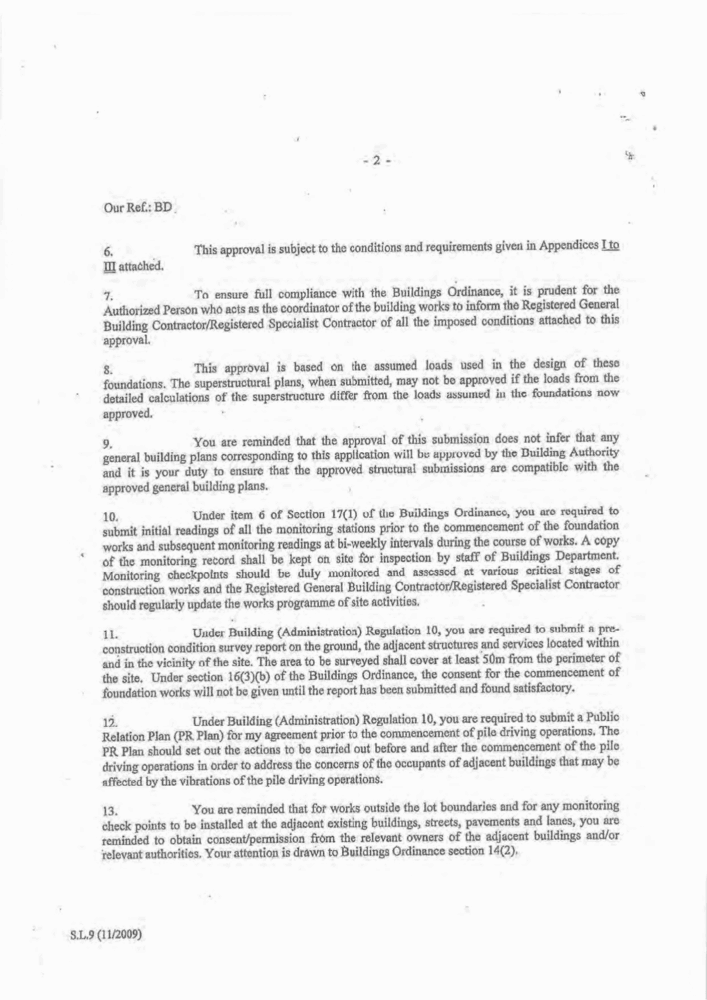 - 2 -
Our Ref.: BD
6. This approval is subject to the conditions and requirements given in Appendices I to
III attached.
7. To ensure full compliance with the Buildings Ordinance, it is prudent for the
Authorized Person who acts as the coordinator of the building works to inform the Registered General
Building Contractor/Registered Specialist Contractor of all the imposed conditions attached to this
approval.
8. This approval is based on the assumed loads used in the design of these
foundations. The superstructural plans, when submitted, may not be approved if the loads from the
detailed calculations of the superstructure differ from the loads assumed in the foundations now
approved.
9. You are reminded that the approval of this submission does not infer that any
general building plans corresponding to this application will be approved by the Building Authority
and it is your duty to ensure that the approved structural submissions are compatible with the
approved general building plans.
10. Under item 6 of Section 17(1) of the Buildings Ordinance, you are required to
submit initial readings of all the monitoring stations prior to the commencement of the foundation
works and subsequent monitoring readings at bi-weekly intervals during the course of works. A copy
of the monitoring record shall be kept on site for inspection by staff of Buildings Department.
Monitoring checkpoints should be duly monitored and assessed at various critical stages of
construction works and the Registered General Building Contractor/Registered Specialist Contractor
should regularly update the works programme of site activities.
11. Under Building (Administration) Regulation 10, you are required to submit a pre-
construction condition survey report on the ground, the adjacent structures and services located within
and in the vicinity of the site. The area to be surveyed shall cover at least 50m from the perimeter of
the site. Under section 16(3)(b) of the Buildings Ordinance, the consent for the commencement of
foundation works will not be given until the report has been submitted and found satisfactory.
12. Under Building (Administration) Regulation 10, you are required to submit a Public
Relation Plan (PR Plan) for my agreement prior to the commencement of pile driving operations. The
PR Plan should set out the actions to be carried out before and after the commencement of the pile
driving operations in order to address the concerns of the occupants of adjacent buildings that may be
affected by the vibrations of the pile driving operations.
13. You are reminded that for works outside the lot boundaries and for any monitoring
check points to be installed at the adjacent existing buildings, streets, pavements and lanes, you are
reminded to obtain consent/permission from the relevant owners of the adjacent buildings and/or
relevant authorities. Your attention is drawn to Buildings Ordinance section 14(2).
S.L.9 (11/2009)